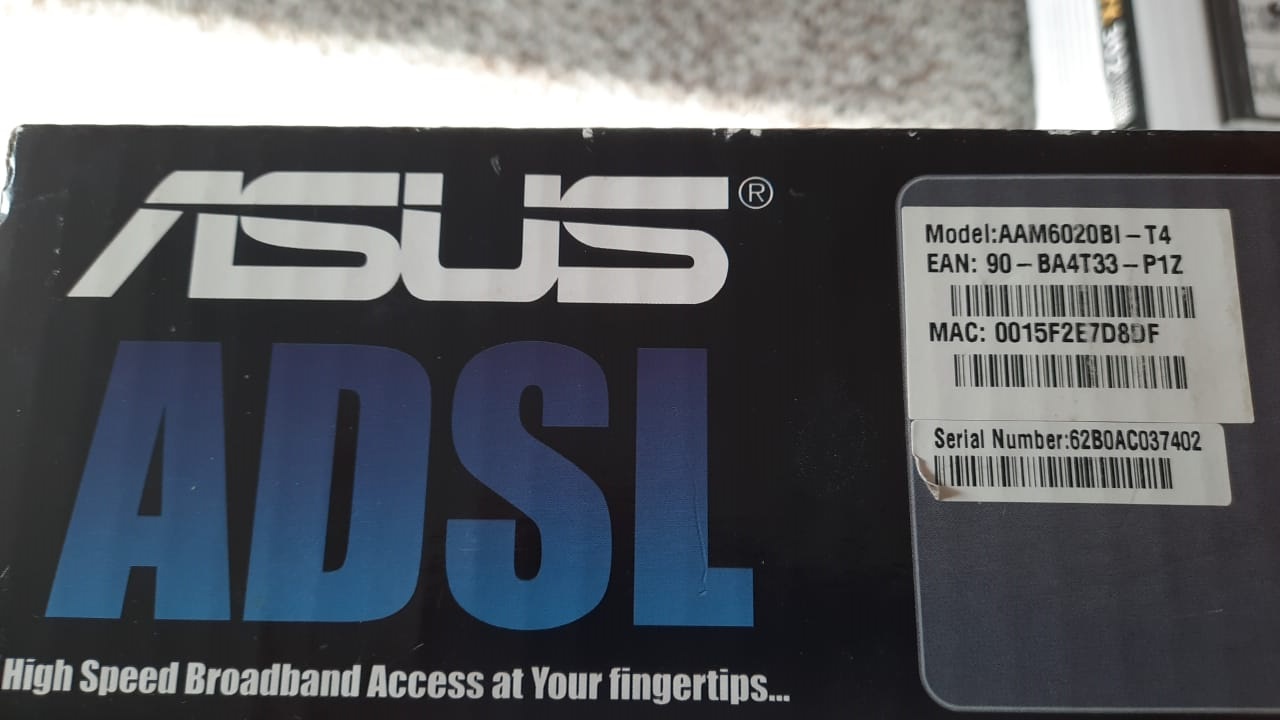 ASUS®
ADSL
High Speed Broadband Access at Your fingertips...
Model:AAM6020BI-T4
EAN: 90-BA4T33-P1Z
MAC: 0015F2E7D8DF
Serial Number:62B0AC037402